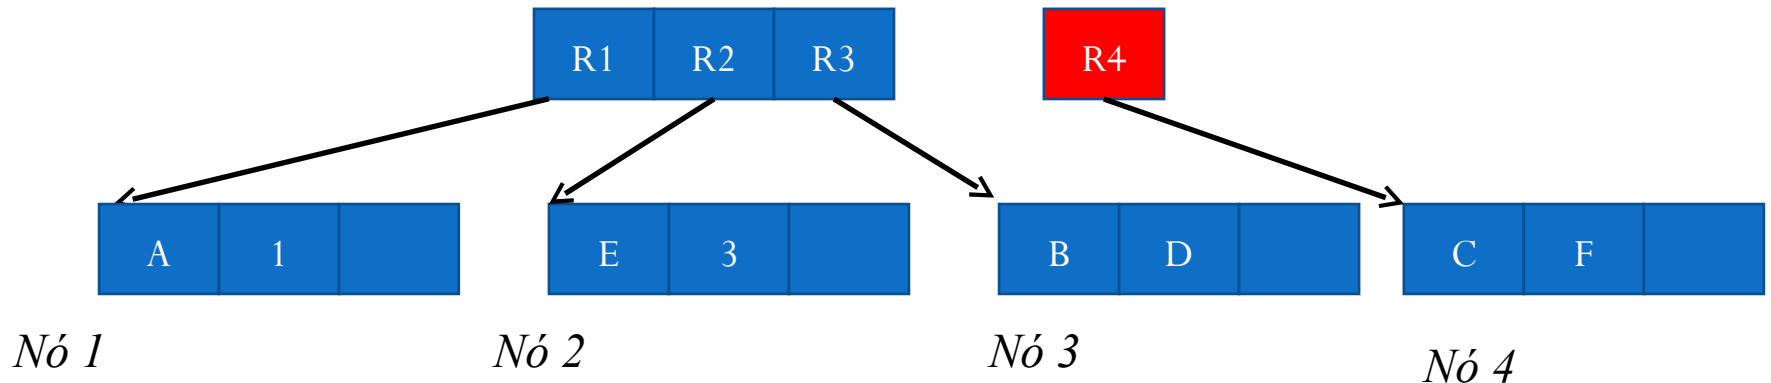 R1 R2 R3 R4
A 1 E 3 B D C F
Nó 1 Nó 2 Nó 3 Nó 4